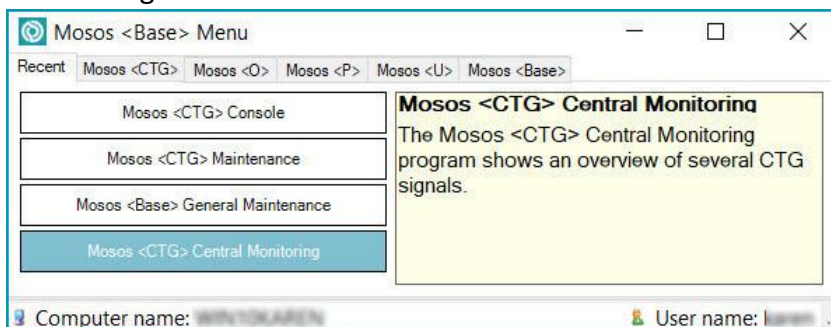 Mosos <Base> Menu
Recent Mosos <CTG> Mosos <O> Mosos <P> Mosos <U> Mosos <Base>
Mosos <CTG> Console
Mosos <CTG> Maintenance
Mosos <Base> General Maintenance
Mosos <CTG> Central Monitoring
Mosos <CTG> Central Monitoring
The Mosos <CTG> Central Monitoring
program shows an overview of several CTG
signals.
Computer name:
User name: